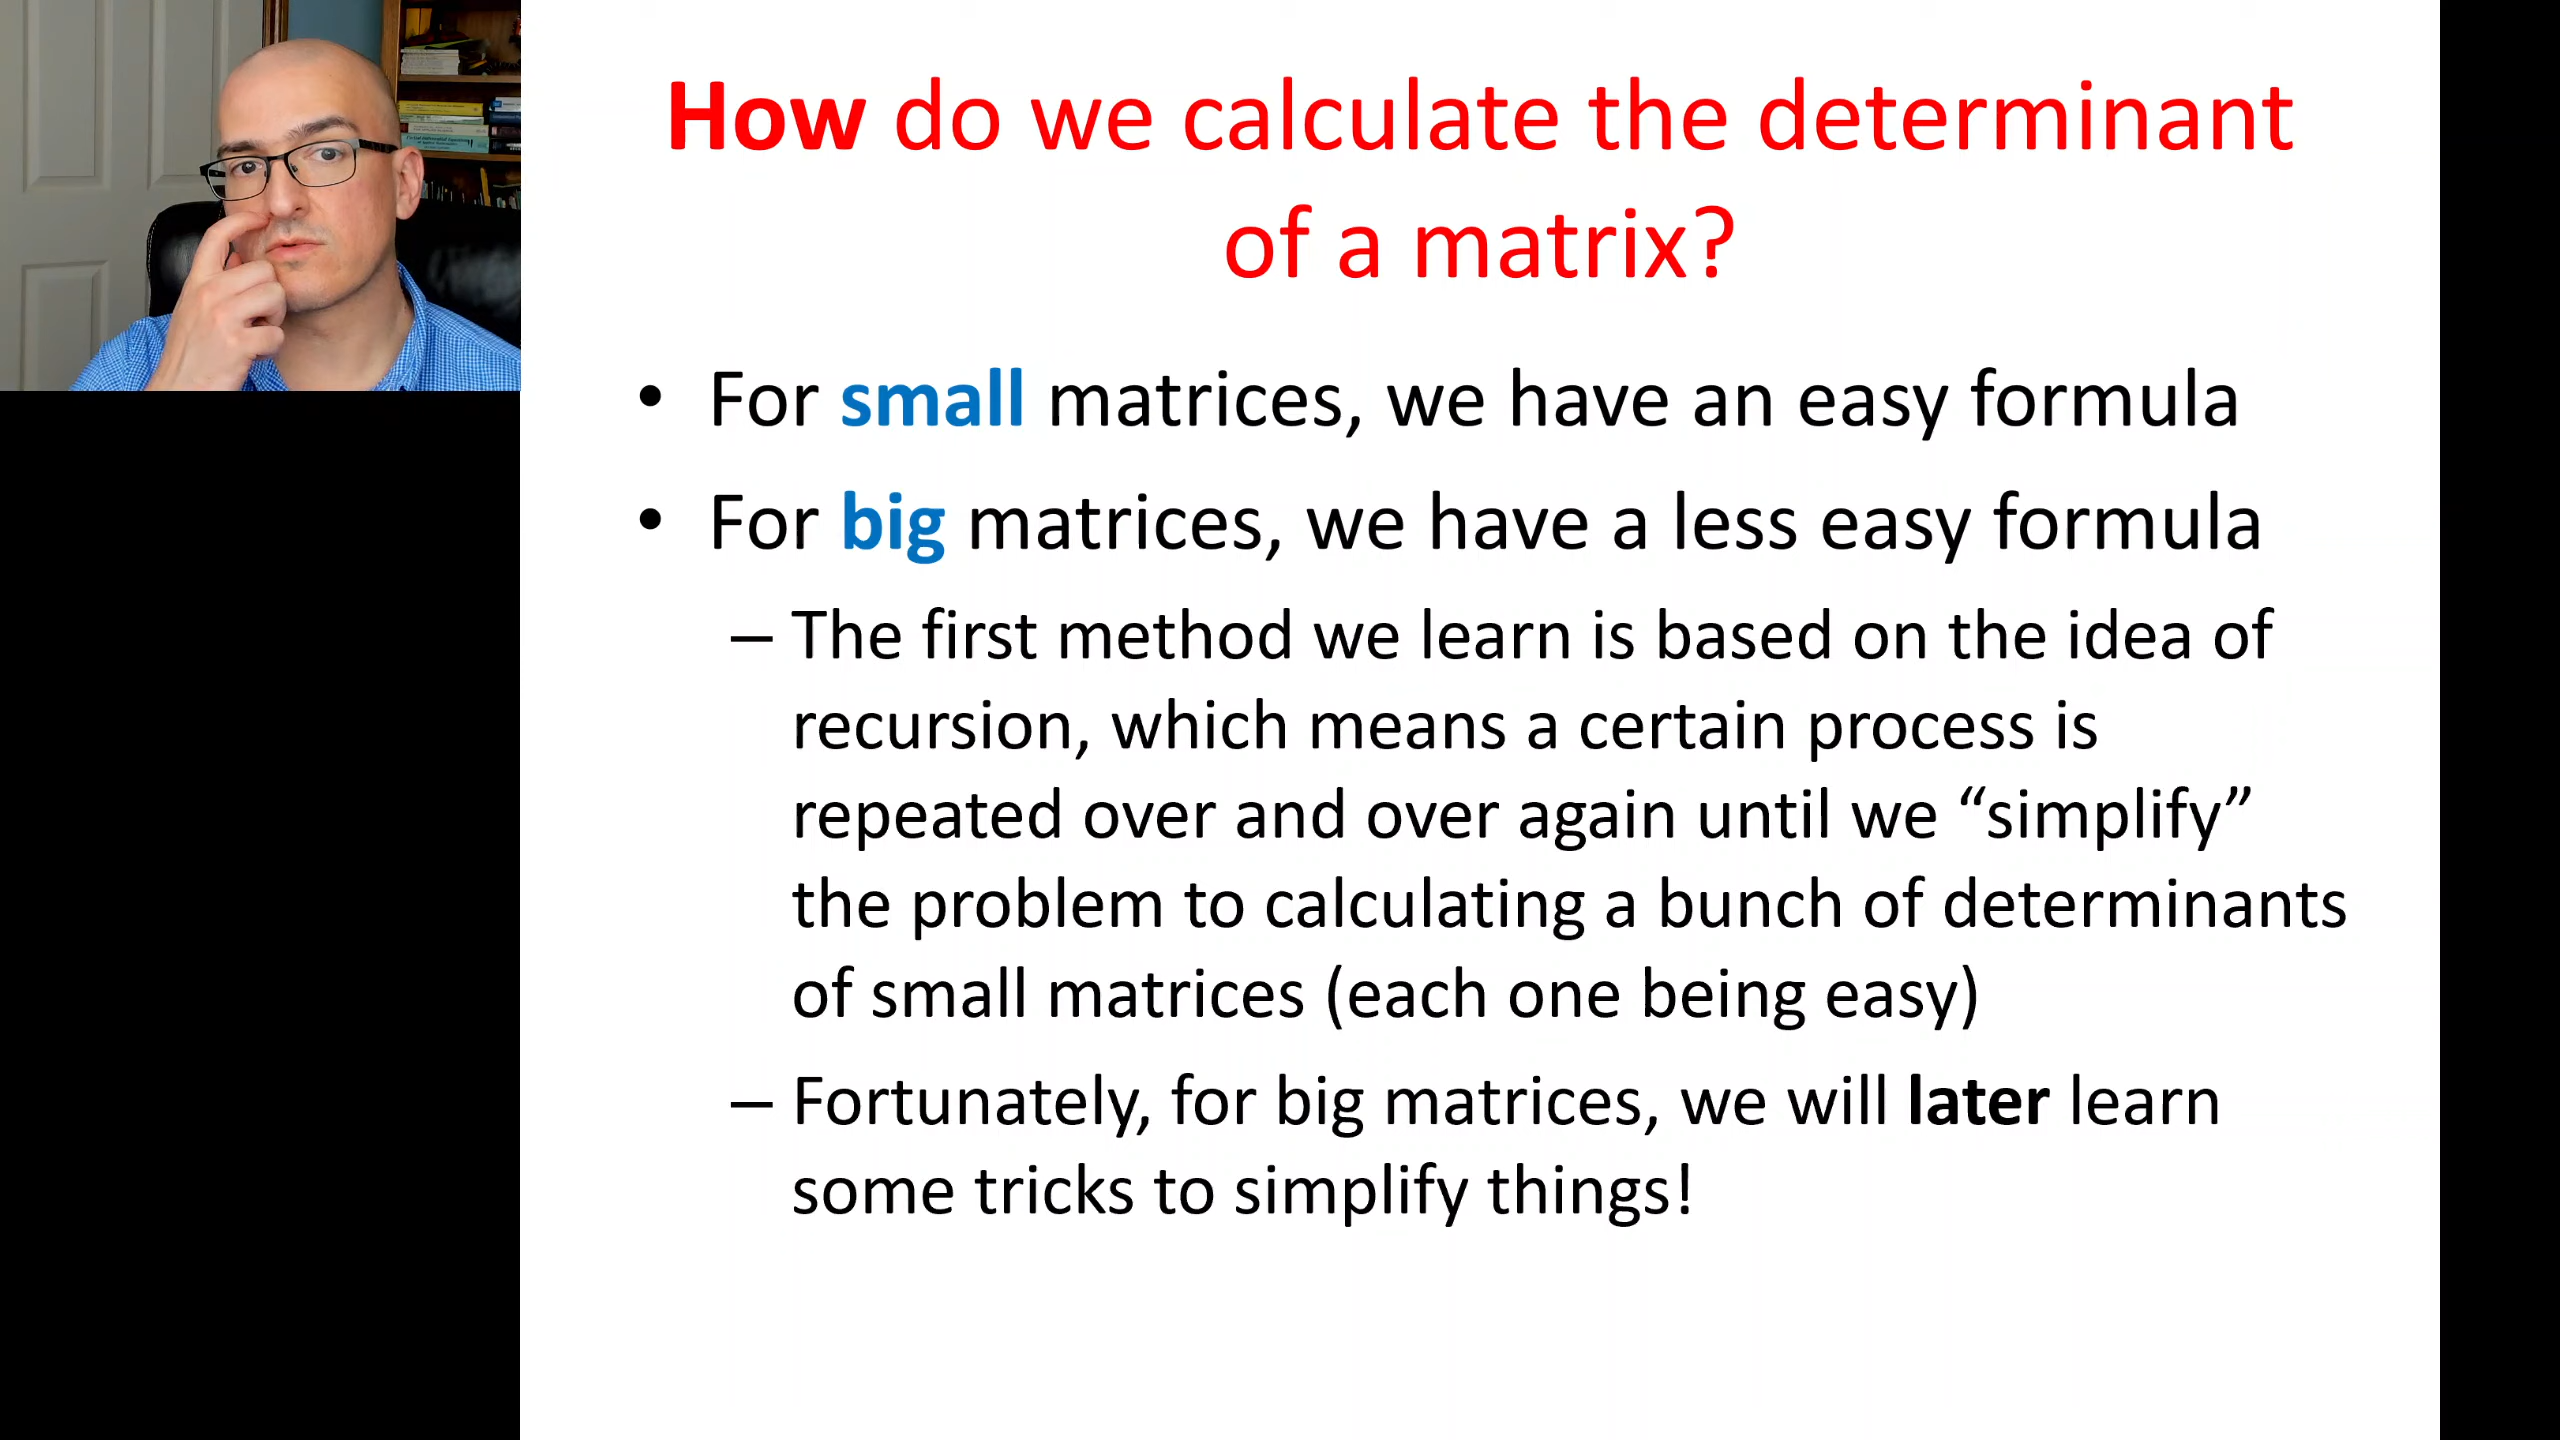 How do we calculate the determinant
of a matrix?
• For small matrices, we have an easy formula
• For big matrices, we have a less easy formula
– The first method we learn is based on the idea of
recursion, which means a certain process is
repeated over and over again until we “simplify”
the problem to calculating a bunch of determinants
of small matrices (each one being easy)
– Fortunately, for big matrices, we will later learn
some tricks to simplify things!